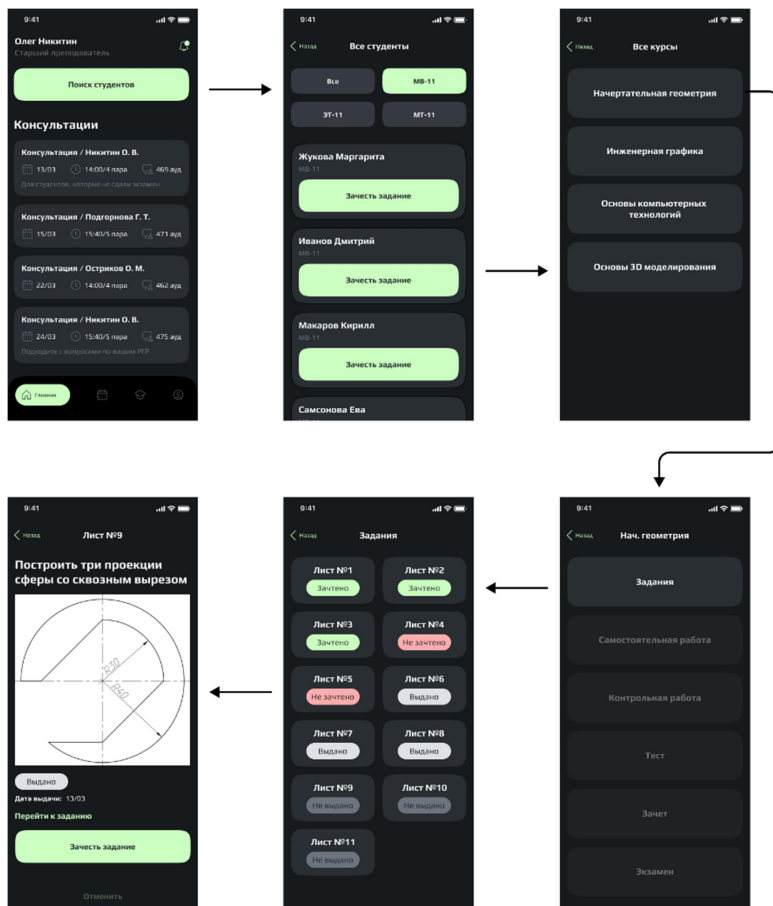 9:41
Олег Никитин
Старший преподаватель
Поиск студентов
Консультации
Консультация / Никитин О. В.
13/03 14:00/4 пара 469 ауд
Для студентов, которые не сдали экзамен
Консультация / Подгорнова Г. Т.
15/03 15:40/5 пара 471 ауд
Консультация / Остриков О. М.
22/03 14:00/4 пара 462 ауд
Консультация / Никитин О. В.
24/03 15:40/5 пара 475 ауд
Подходите с вопросами по вашим РГР
Главная
9:41
Назад Все студенты
Все МВ-11
ЭТ-11 МТ-11
Жукова Маргарита
МВ-11
Зачесть задание
Иванов Дмитрий
МВ-11
Зачесть задание
Макаров Кирилл
МВ-11
Зачесть задание
Самсонова Ева
9:41
Назад Все курсы
Начертательная геометрия
Инженерная графика
Основы компьютерных
технологий
Основы 3D моделирования
9:41
Назад Нач. геометрия
Задания
Самостоятельная работа
Контрольная работа
Тест
Зачет
Экзамен
9:41
Назад Задания
Лист №1 Лист №2
Зачтено Зачтено
Лист №3 Лист №4
Зачтено Не зачтено
Лист №5 Лист №6
Не зачтено Выдано
Лист №7 Лист №8
Выдано Выдано
Лист №9 Лист №10
Не выдано Не выдано
Лист №11
Не выдано
9:41
Назад Лист №9
Построить три проекции
сферы со сквозным вырезом
R30
R40
Выдано
Дата выдачи: 13/03
Перейти к заданию
Зачесть задание
Отменить